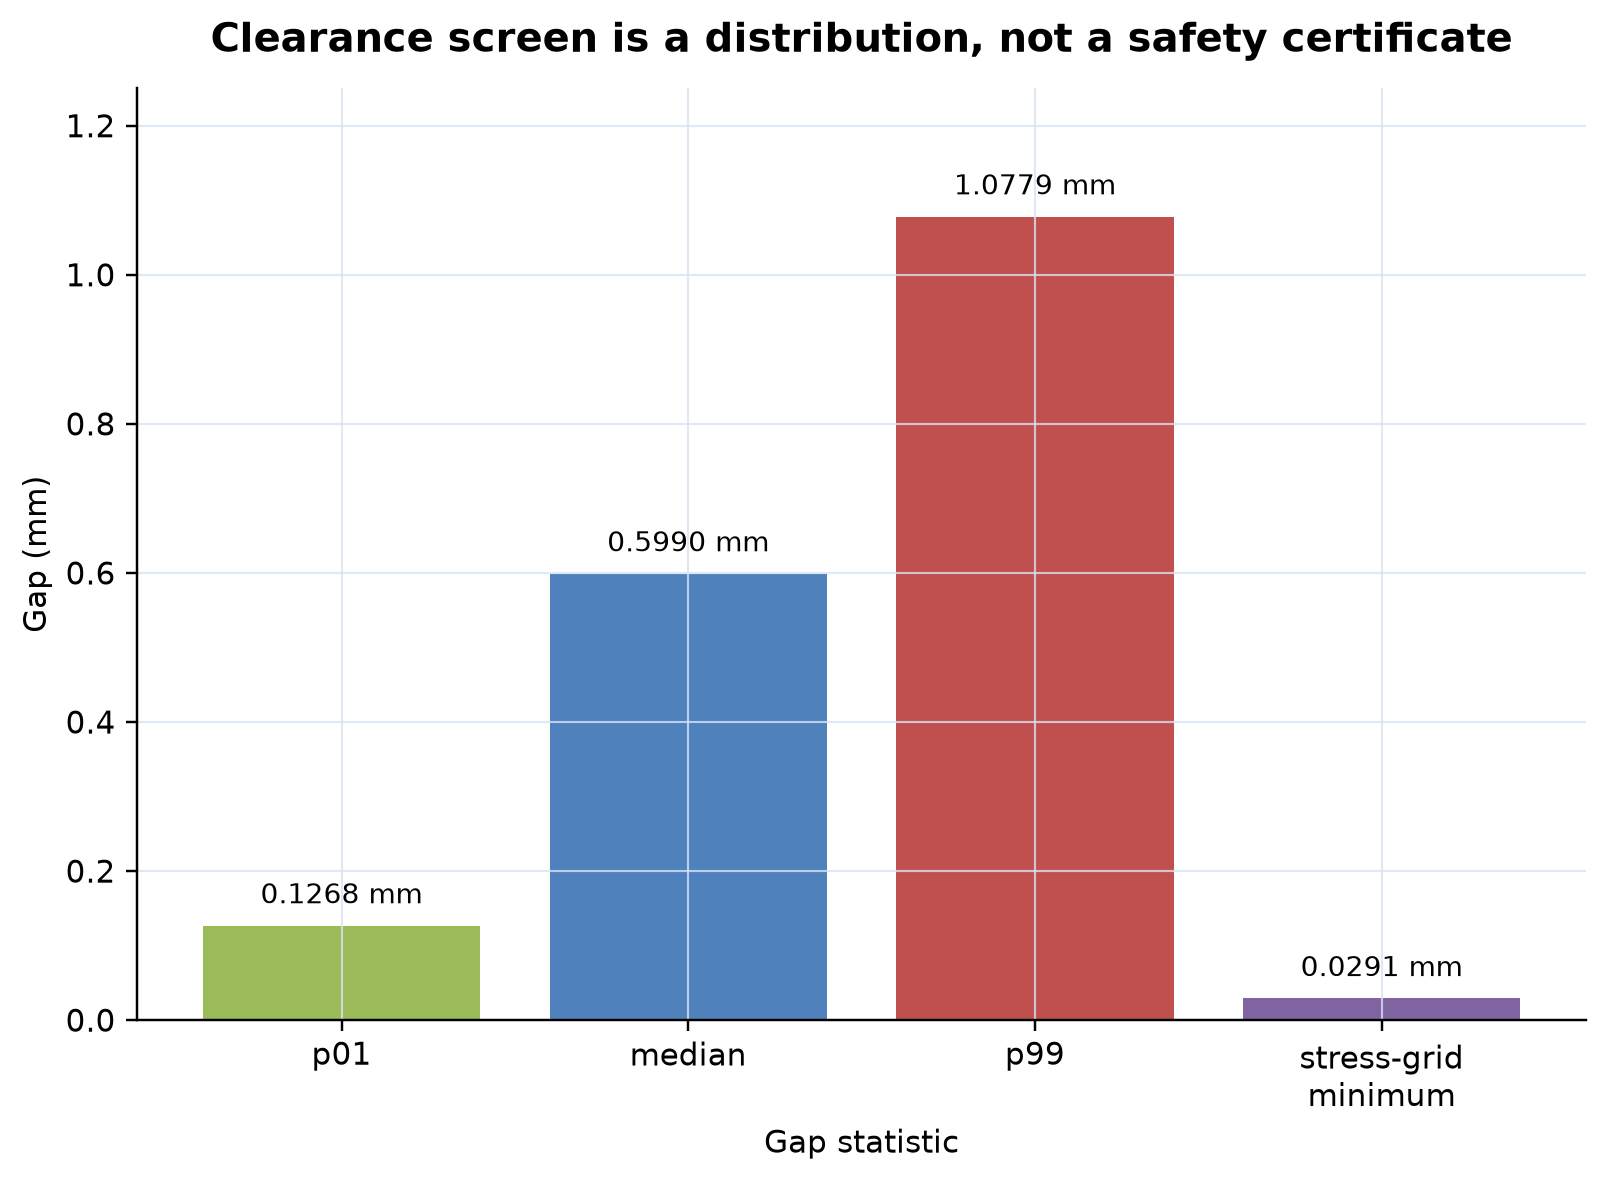 Clearance screen is a distribution, not a safety certificate
1.2
1.0
0.8
0.6
0.4
0.2
0.0
Gap (mm)
0.1268 mm
0.5990 mm
1.0779 mm
0.0291 mm
p01
median
p99
stress-grid
minimum
Gap statistic